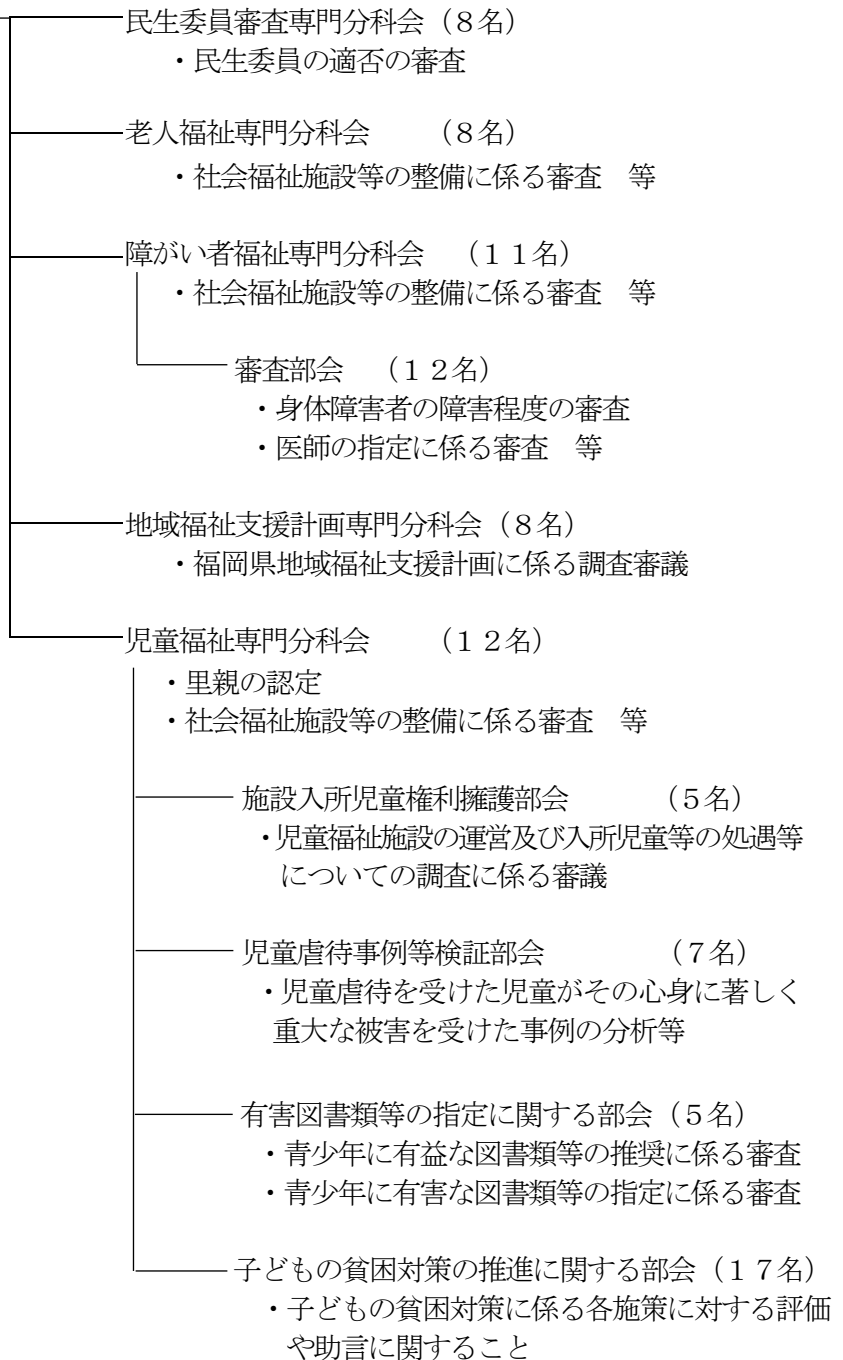 民生委員審査専門分科会（８名）
・民生委員の適否の審査
老人福祉専門分科会　　（８名）
・社会福祉施設等の整備に係る審査　等
障がい者福祉専門分科会　（１１名）
・社会福祉施設等の整備に係る審査　等
審査部会　（１２名）
・身体障害者の障害程度の審査
・医師の指定に係る審査　等
地域福祉支援計画専門分科会（８名）
・福岡県地域福祉支援計画に係る調査審議
児童福祉専門分科会　　（１２名）
・里親の認定
・社会福祉施設等の整備に係る審査　等
施設入所児童権利擁護部会　　　（５名）
・児童福祉施設の運営及び入所児童等の処遇等
についての調査に係る審議
児童虐待事例等検証部会　　　　（７名）
・児童虐待を受けた児童がその心身に著しく
重大な被害を受けた事例の分析等
有害図書類等の指定に関する部会（５名）
・青少年に有益な図書類等の推奨に係る審査
・青少年に有害な図書類等の指定に係る審査
子どもの貧困対策の推進に関する部会（１７名）
・子どもの貧困対策に係る各施策に対する評価
や助言に関すること